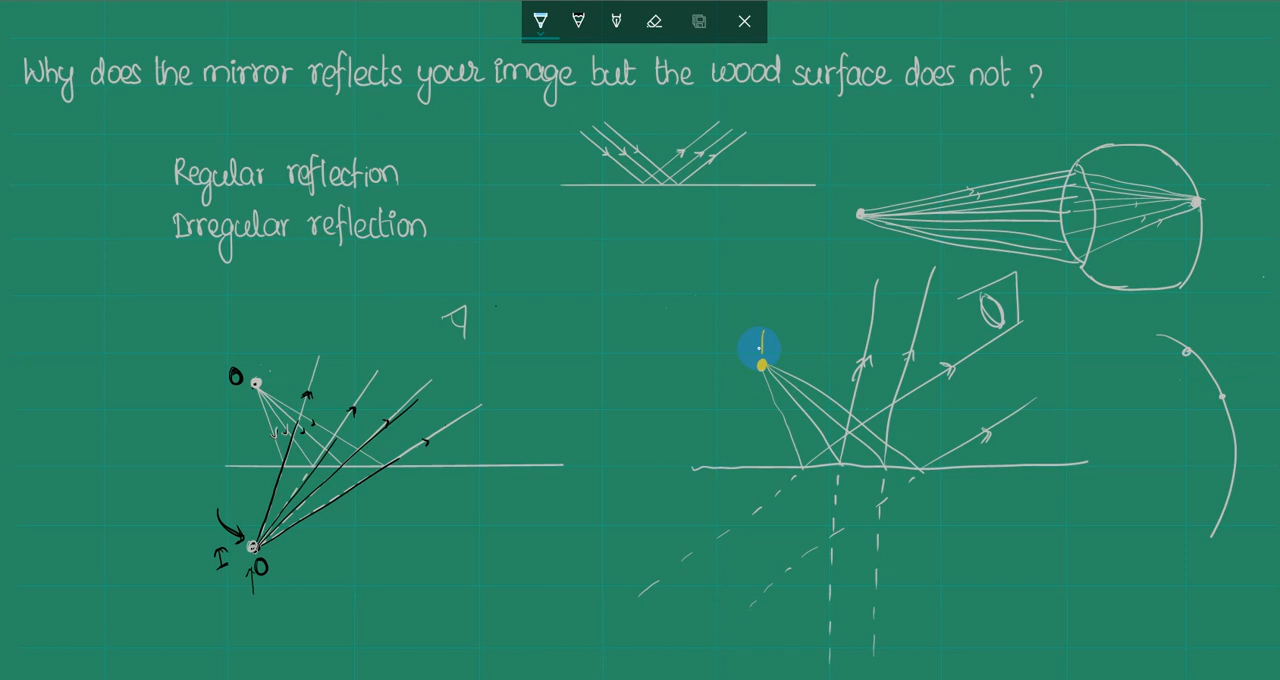 Why does the mirror reflects your image but the wood surface does not ?
Regular reflection
Irregular reflection
O
I
O